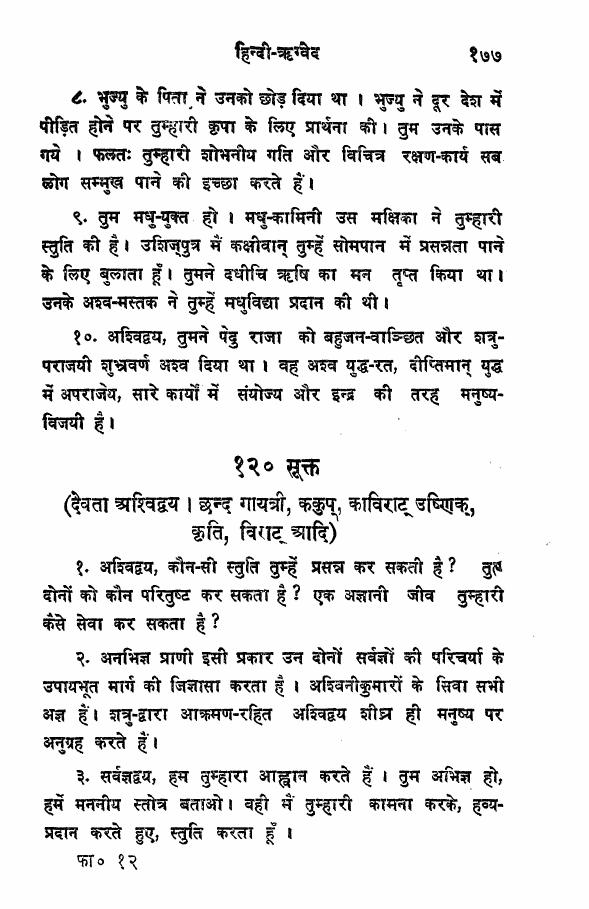 हिन्दी-ऋग्वेद १७७
८. भुज्यु के पिता ने उनको छोड़ दिया था । भुज्यु ने दूर देश में
पीड़ित होने पर तुम्हारी कृपा के लिए प्रार्थना की। तुम उनके पास
गये । फलतः तुम्हारी शोभनीय गति और विचित्र रक्षण-कार्य सब
लोग सम्मुख पाने की इच्छा करते हैं।
९. तुम मधु-युक्त हो । मधु-कामिनी उस मक्षिका ने तुम्हारी
स्तुति की है। उशिज्पुत्र मैं कक्षीवान् तुम्हें सोमपान में प्रसन्नता पाने
के लिए बुलाता हूँ। तुमने दधीचि ऋषि का मन तृप्त किया था।
उनके अश्व-मस्तक ने तुम्हें मधुविद्या प्रदान की थी।
१०. अश्विद्वय, तुमने पेदु राजा को बहुजन-वाञ्छित और शत्रु-
पराजयी शुभ्रवर्ण अश्व दिया था। वह अश्व युद्ध-रत, दीप्तिमान् युद्ध
में अपराजेय, सारे कार्यों में संयोज्य और इन्द्र की तरह मनुष्य-
विजयी है।
१२० सूक्त
(देवता अश्विद्वय । छन्द गायत्री, ककुप्, काविराट् उष्णिक्,
कृति, विराट् आदि)
१. अश्विद्वय, कौन-सी स्तुति तुम्हें प्रसन्न कर सकती है? तुम
दोनों को कौन परितुष्ट कर सकता है? एक अज्ञानी जीव तुम्हारी
कैसे सेवा कर सकता है?
२. अनभिज्ञ प्राणी इसी प्रकार उन दोनों सर्वज्ञों की परिचर्या के
उपायभूत मार्ग की जिज्ञासा करता है । अश्विनीकुमारों के सिवा सभी
अज्ञ हैं। शत्रु-द्वारा आक्रमण-रहित अश्विद्वय शीघ्र ही मनुष्य पर
अनुग्रह करते हैं।
३. सर्वज्ञद्वय, हम तुम्हारा आह्वान करते हैं । तुम अभिज्ञ हो,
हमें मननीय स्तोत्र बताओ। वही मैं तुम्हारी कामना करके, हव्य-
प्रदान करते हुए, स्तुति करता हूँ ।
फा० १२